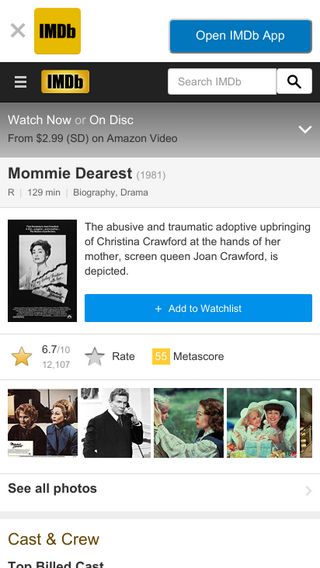 IMDb
Open IMDb App
IMDb
Search IMDb
Watch Now or On Disc
From $2.99 (SD) on Amazon Video
Mommie Dearest (1981)
R | 129 min | Biography, Drama
The abusive and traumatic adoptive upbringing
of Christina Crawford at the hands of her
mother, screen queen Joan Crawford, is
depicted.
+ Add to Watchlist
6.7/10
12,107
Rate
55 Metascore
See all photos
Cast & Crew
Top Billed Cast